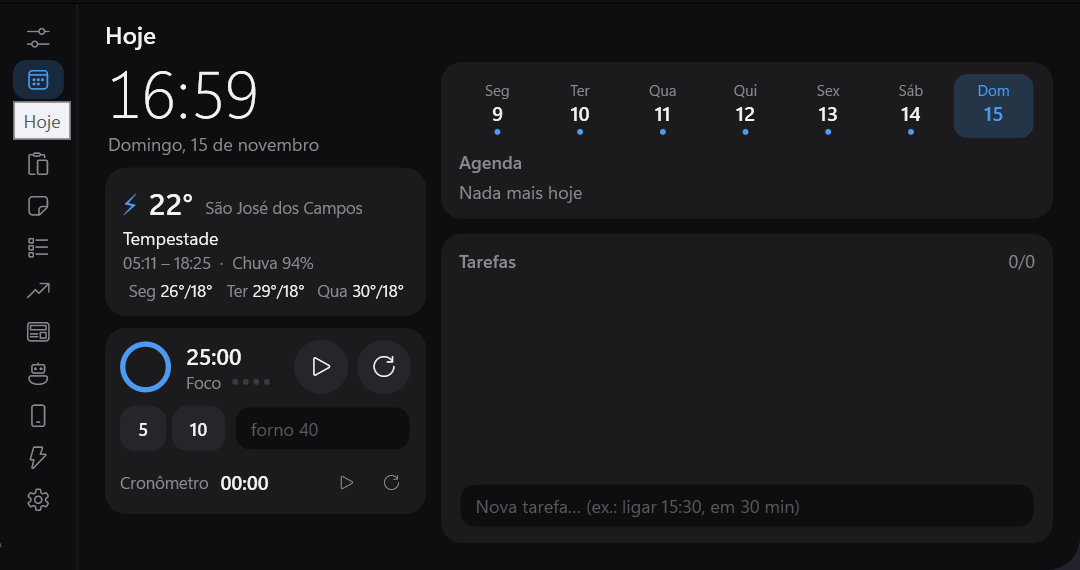 Hoje
Hoje
16:59
Domingo, 15 de novembro
22° São José dos Campos
Tempestade
05:11 – 18:25 · Chuva 94%
Seg 26°/18° Ter 29°/18° Qua 30°/18°
25:00
Foco
5 10 forno 40
Cronômetro 00:00
Seg Ter Qua Qui Sex Sáb Dom
9 10 11 12 13 14 15
Agenda
Nada mais hoje
Tarefas 0/0
Nova tarefa... (ex.: ligar 15:30, em 30 min)